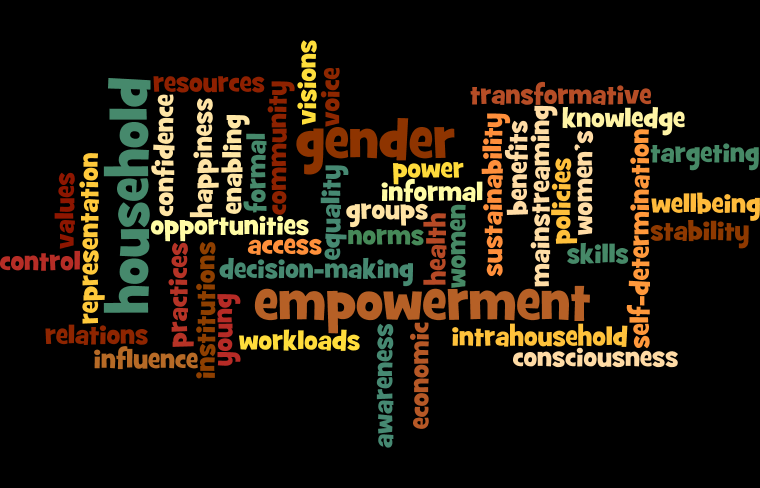 visions
voice
resources
household
confidence
happiness
enabling
formal
community
gender
transformative
knowledge
sustainability
benefits
mainstreaming
policies
women's
self-determination
targeting
power
informal
equality
groups
values
representation
opportunities
norms
health
women
wellbeing
stability
skills
access
control
practices
institutions
decision-making
young
empowerment
relations
influence
workloads
awareness
economic
intrahousehold
consciousness